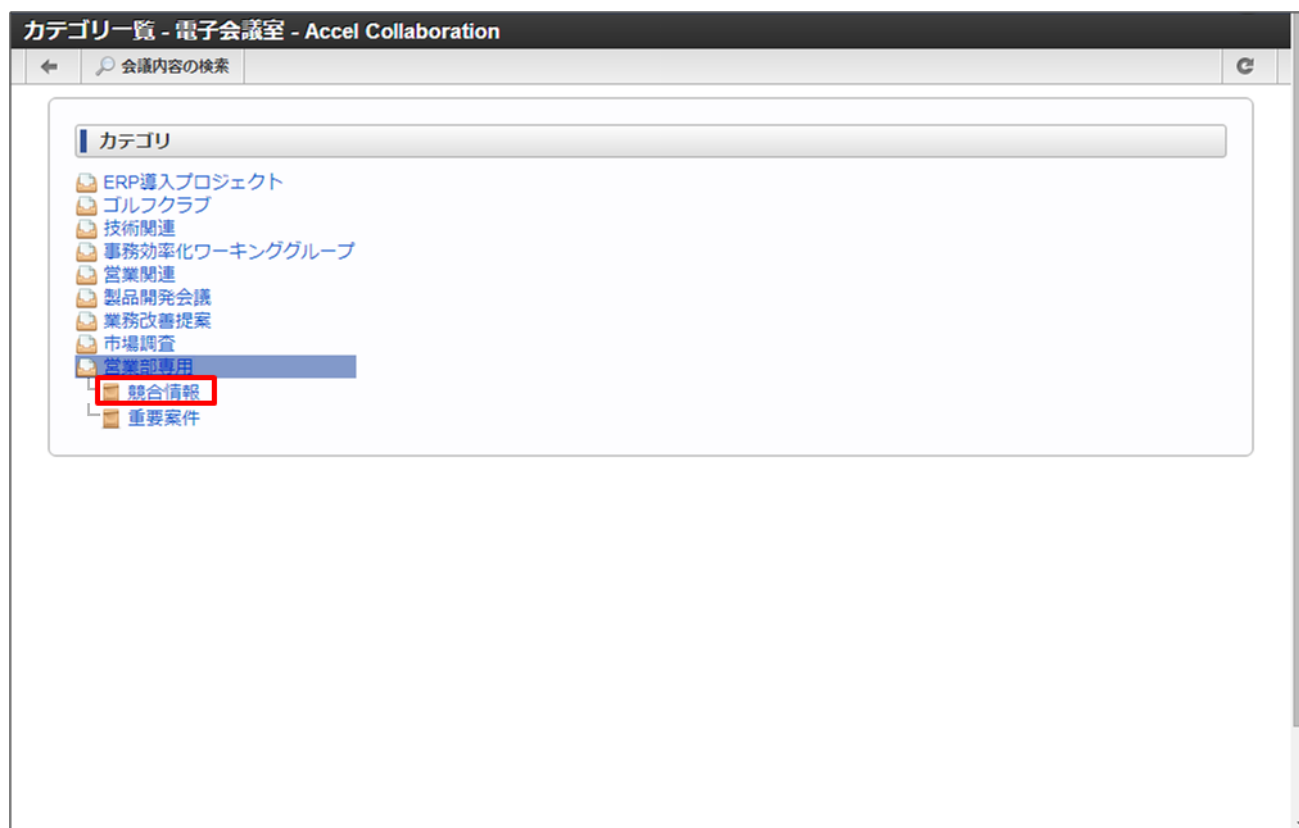 カテゴリ一覧 - 電子会議室 - Accel Collaboration
会議内容の検索
カテゴリ
ERP導入プロジェクト
ゴルフクラブ
技術関連
事務効率化ワーキンググループ
営業関連
製品開発会議
業務改善提案
市場調査
営業部専用
競合情報
重要案件